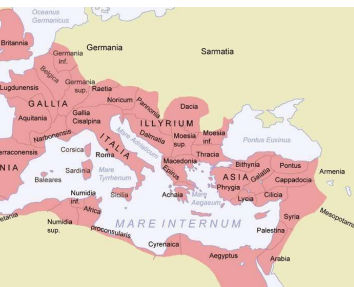 Oceanus
Germanicus
Britannia
Germania
inf.
Germania
Sarmatia
Belgica
Lugdunensis
Germania
sup.
Raetia
Noricum
Pannonia
Dacia
GALLIA
Gallia
Cisalpina
Aquitania
Narbonensis
ILLYRIUM
Dalmatia
Moesia
sup.
Moesia
inf.
Mare Adriaticum
ITALIA
Pontus Euxinus
Corsica
Roma
Macedonia
Thracia
Tarraconensis
NIA
Sardinia
Mare
Tyrrhenum
Epirus
Bithynia
Pontus
Armenia
Baleares
ASIA
Galatia
Cappadocia
Phrygia
Sicilia
Achaia
Mare
Aegaeum
Lycia
Cilicia
Numidia
inf.
Africa
Numidia
sup.
proconsularis
MARE INTERNUM
Syria
Mesopotamia
Palestina
Cyrenaica
Aegyptus
Arabia